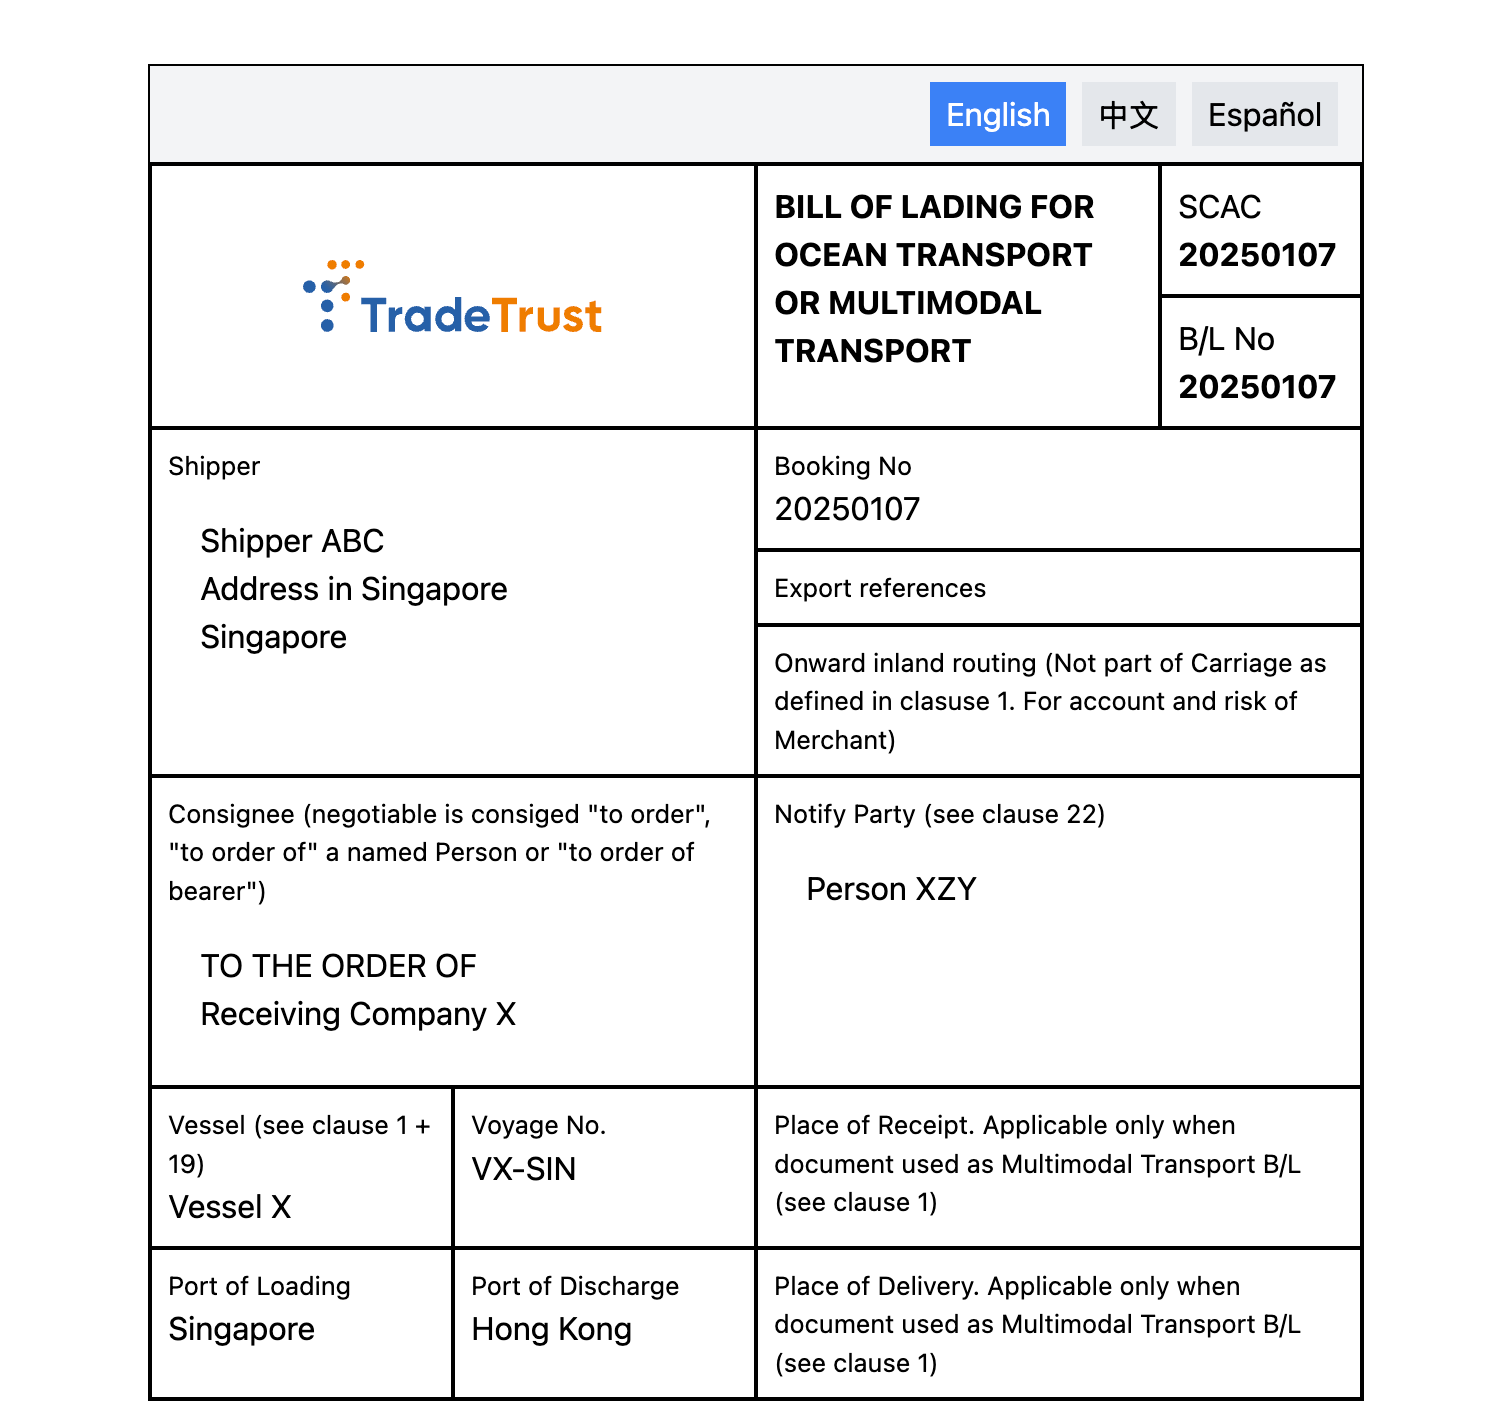 English 中文 Español
TradeTrust
BILL OF LADING FOR
OCEAN TRANSPORT
OR MULTIMODAL
TRANSPORT
SCAC
20250107
B/L No
20250107
Shipper
Shipper ABC
Address in Singapore
Singapore
Booking No
20250107
Export references
Onward inland routing (Not part of Carriage as
defined in clasuse 1. For account and risk of
Merchant)
Consignee (negotiable is consiged "to order",
"to order of" a named Person or "to order of
bearer")
TO THE ORDER OF
Receiving Company X
Notify Party (see clause 22)
Person XZY
Vessel (see clause 1 +
19)
Vessel X
Voyage No.
VX-SIN
Place of Receipt. Applicable only when
document used as Multimodal Transport B/L
(see clause 1)
Port of Loading
Singapore
Port of Discharge
Hong Kong
Place of Delivery. Applicable only when
document used as Multimodal Transport B/L
(see clause 1)